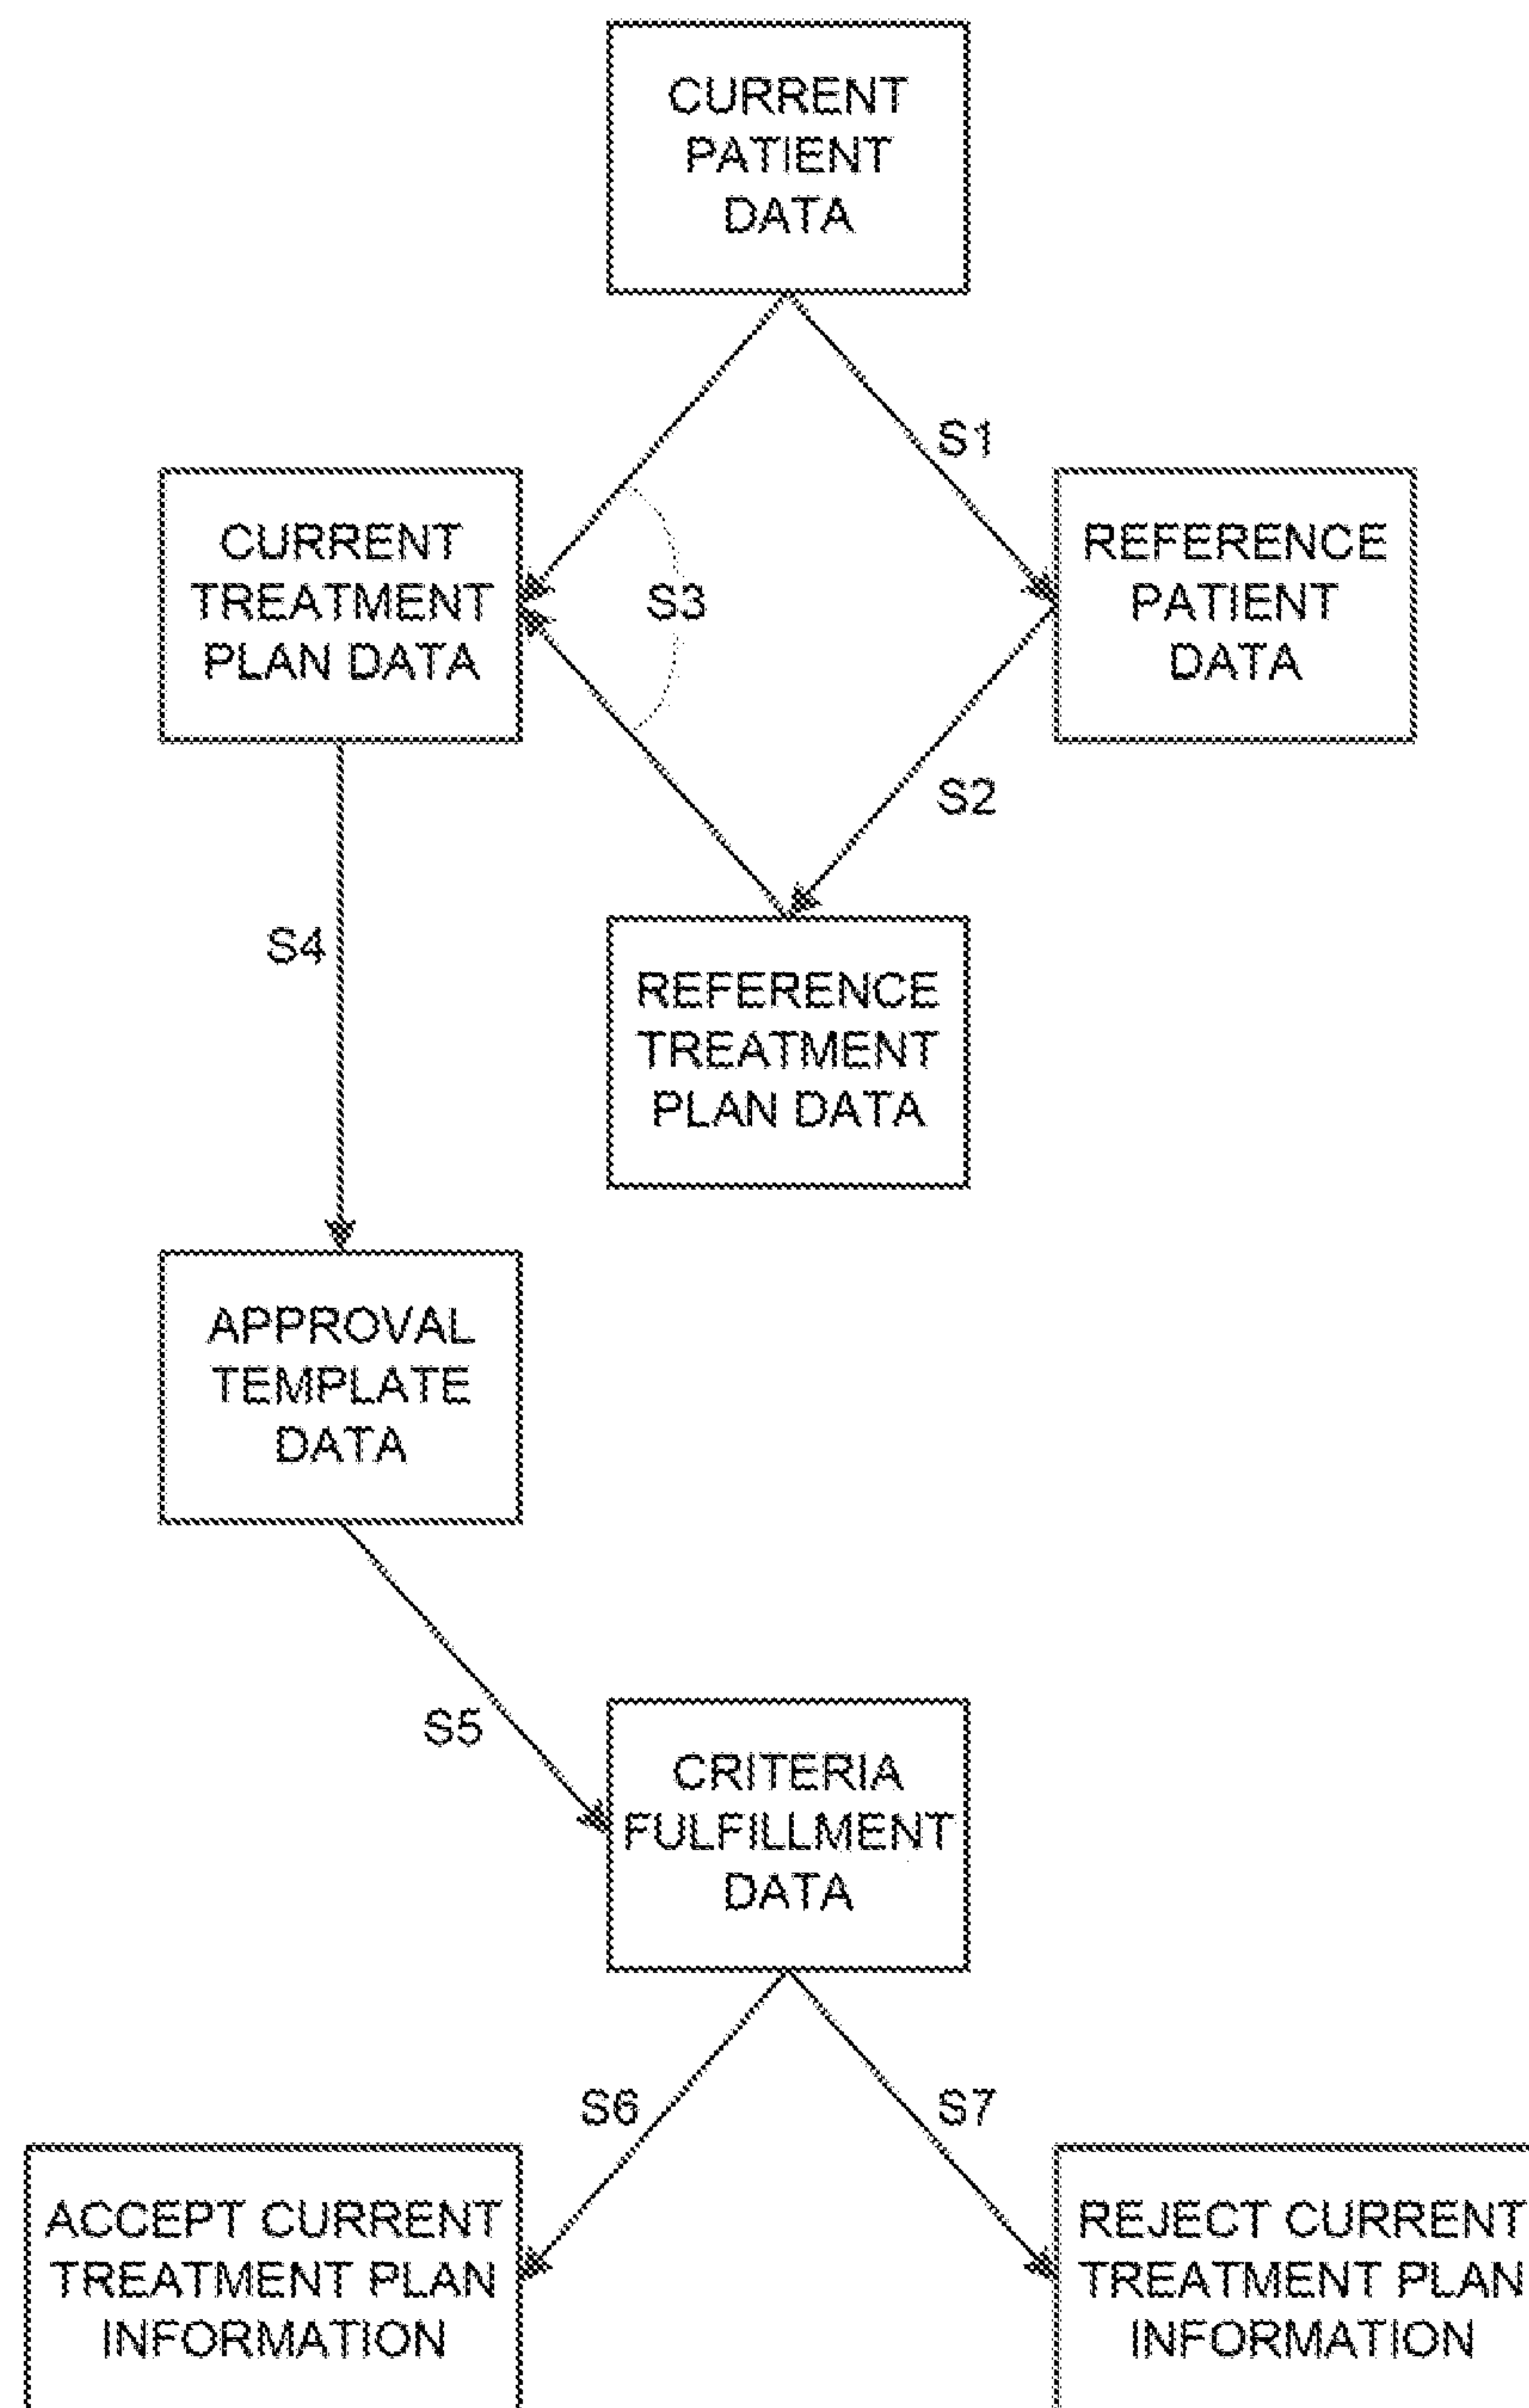 CURRENT
PATIENT
DATA
S1
CURRENT
TREATMENT
PLAN DATA
S3
REFERENCE
PATIENT
DATA
S2
S4
REFERENCE
TREATMENT
PLAN DATA
APPROVAL
TEMPLATE
DATA
S5
CRITERIA
FULFILLMENT
DATA
S6
S7
ACCEPT CURRENT
TREATMENT PLAN
INFORMATION
REJECT CURRENT
TREATMENT PLAN
INFORMATION